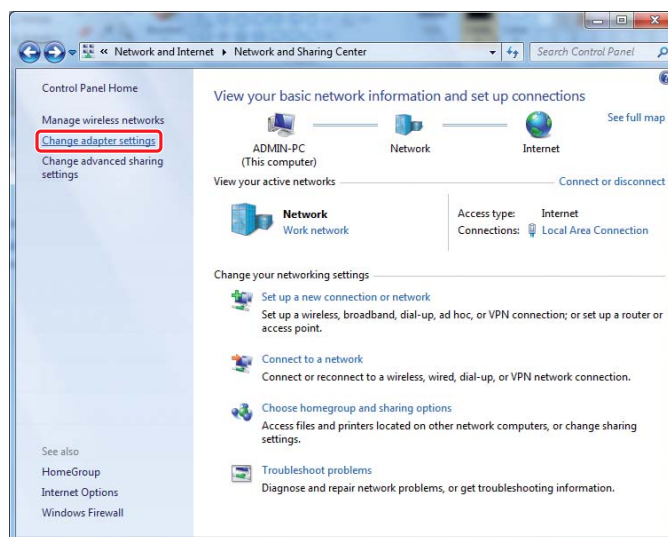 « Network and Internet ▸ Network and Sharing Center
Search Control Panel
Control Panel Home
Manage wireless networks
Change adapter settings
Change advanced sharing
settings
See also
HomeGroup
Internet Options
Windows Firewall
View your basic network information and set up connections
See full map
ADMIN-PC
(This computer)
Network
Internet
View your active networks
Connect or disconnect
Network
Work network
Access type: Internet
Connections: Local Area Connection
Change your networking settings
Set up a new connection or network
Set up a wireless, broadband, dial-up, ad hoc, or VPN connection; or set up a router or
access point.
Connect to a network
Connect or reconnect to a wireless, wired, dial-up, or VPN network connection.
Choose homegroup and sharing options
Access files and printers located on other network computers, or change sharing
settings.
Troubleshoot problems
Diagnose and repair network problems, or get troubleshooting information.